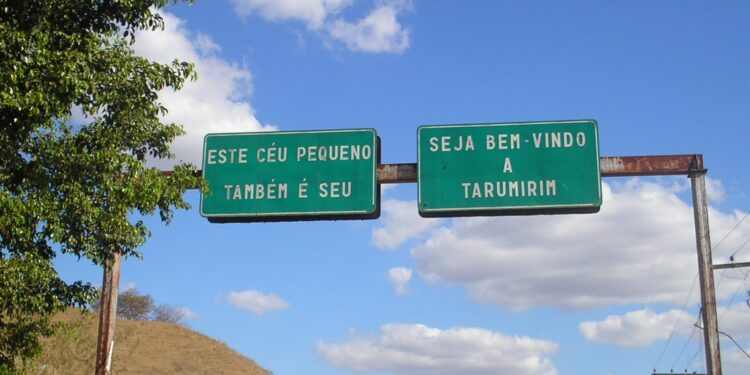 ESTE CÉU PEQUENO
TAMBÉM É SEU
SEJA BEM-VINDO
A
TARUMIRIM